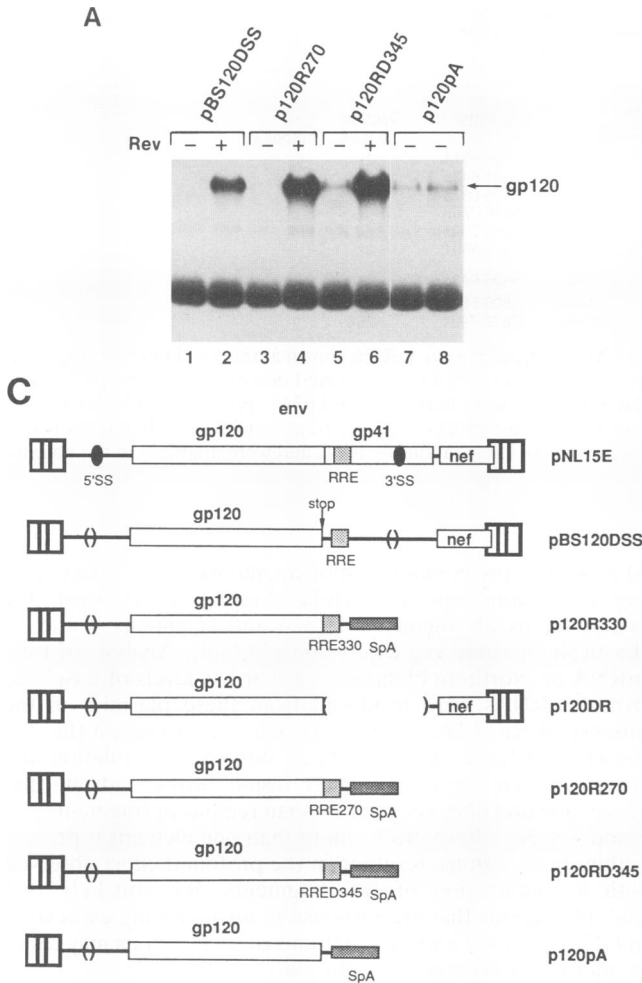 A
pBS120DSS p120R270 p120RD345 p120pA
Rev − + − + − + − −
gp120
1 2 3 4 5 6 7 8
C
env
gp120 gp41
nef pNL15E
5'SS RRE 3'SS
stop
gp120
() () nef pBS120DSS
RRE
gp120
() p120R330
RRE330 SpA
gp120
() ( ) nef p120DR
gp120
() p120R270
RRE270 SpA
gp120
() p120RD345
RRED345 SpA
gp120
() p120pA
SpA